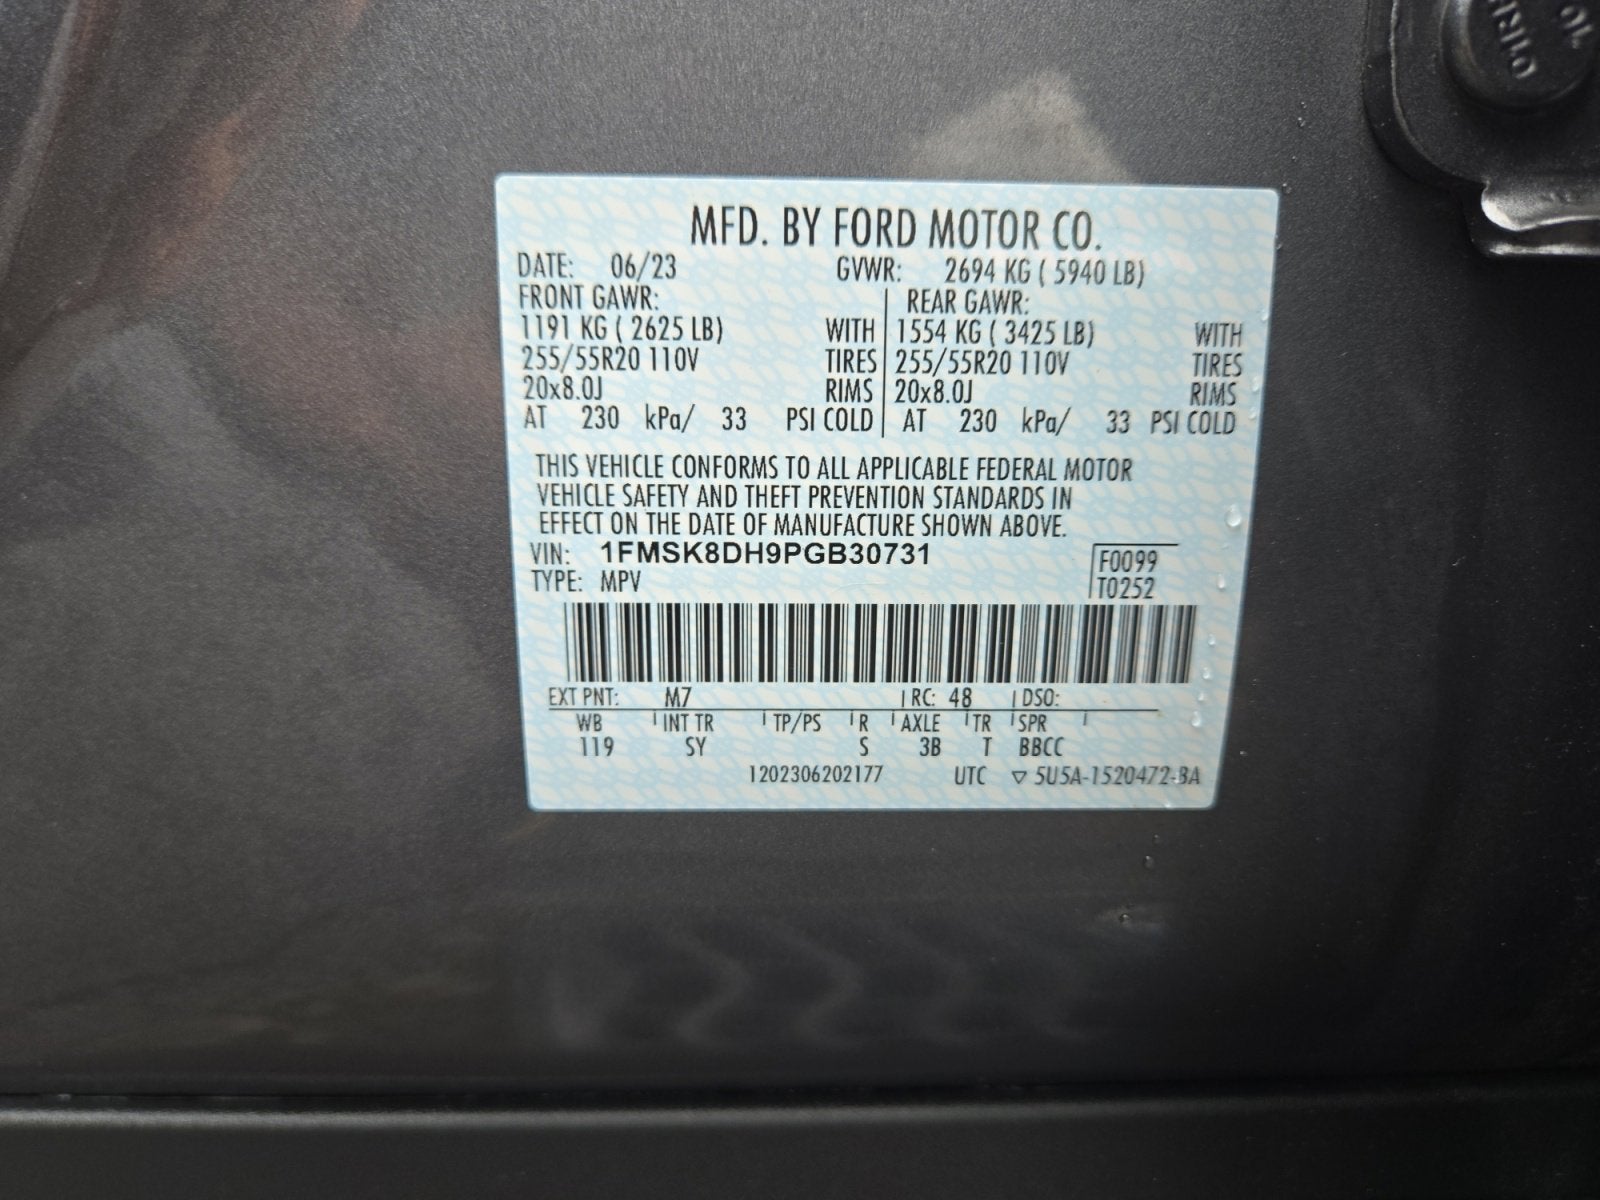 MFD. BY FORD MOTOR CO.
DATE: 06/23 GVWR: 2694 KG ( 5940 LB)
FRONT GAWR: REAR GAWR:
1191 KG ( 2625 LB) WITH 1554 KG ( 3425 LB) WITH
255/55R20 110V TIRES 255/55R20 110V TIRES
20x8.0J RIMS 20x8.0J RIMS
AT 230 kPa/ 33 PSI COLD AT 230 kPa/ 33 PSI COLD
THIS VEHICLE CONFORMS TO ALL APPLICABLE FEDERAL MOTOR
VEHICLE SAFETY AND THEFT PREVENTION STANDARDS IN
EFFECT ON THE DATE OF MANUFACTURE SHOWN ABOVE.
VIN: 1FMSK8DH9PGB30731 F0099
TYPE: MPV T0252
EXT PNT: M7 RC: 48 DSO:
WB INT TR TP/PS R AXLE TR SPR
119 SY S 3B T BBCC
1202306202177 UTC ▽ 5U5A-1520472-BA